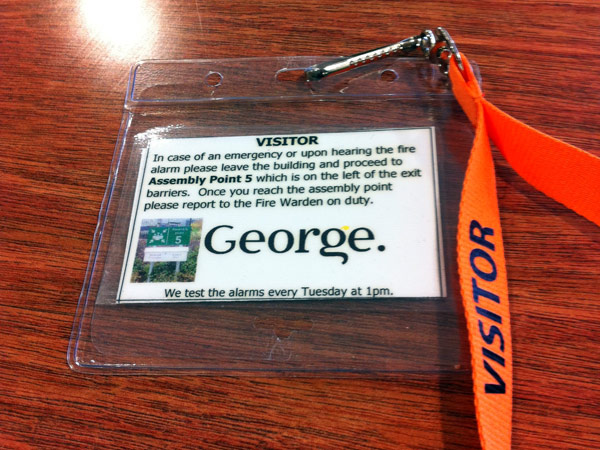 VISITOR
In case of an emergency or upon hearing the fire
alarm please leave the building and proceed to
Assembly Point 5 which is on the left of the exit
barriers. Once you reach the assembly point
please report to the Fire Warden on duty.
5
George.
We test the alarms every Tuesday at 1pm.
VISITOR